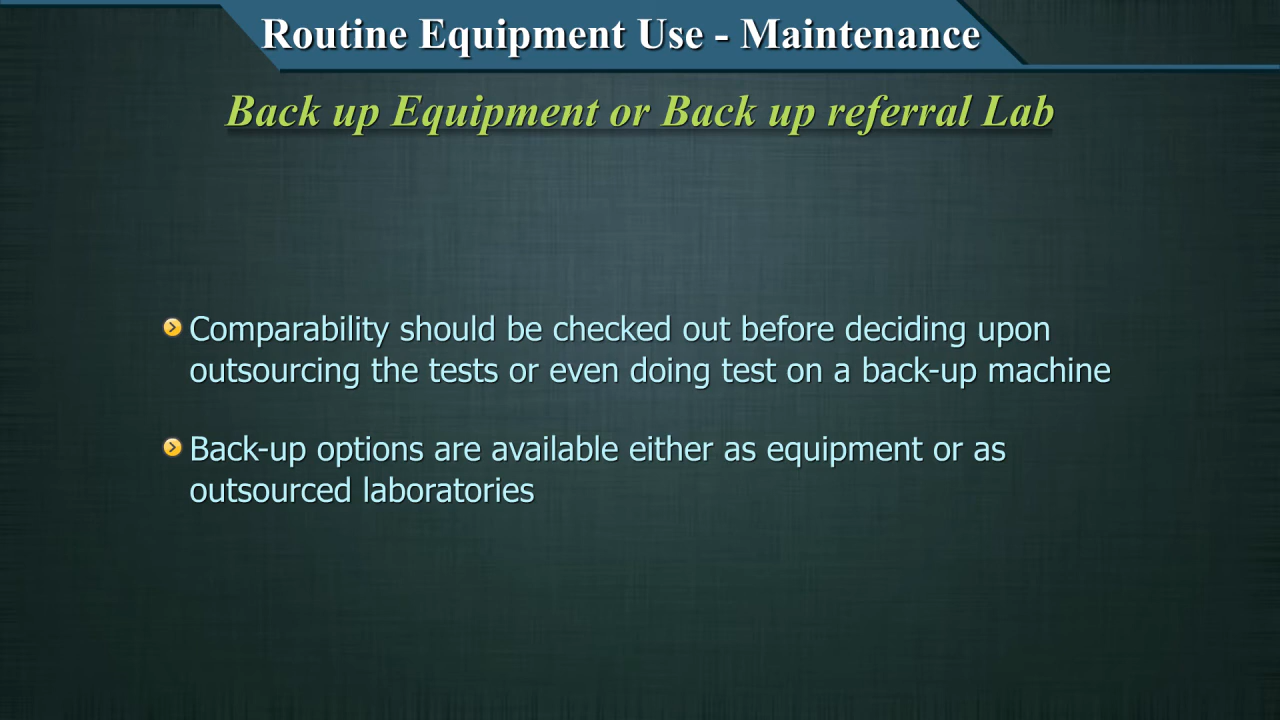 Routine Equipment Use - Maintenance
Back up Equipment or Back up referral Lab
Comparability should be checked out before deciding upon
outsourcing the tests or even doing test on a back-up machine
Back-up options are available either as equipment or as
outsourced laboratories